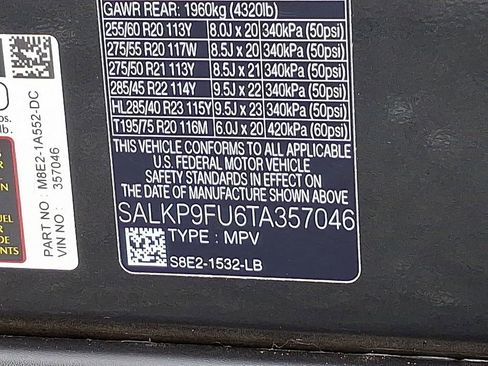 GAWR REAR: 1960kg (4320lb)
255/60 R20 113Y 8.0J x 20 340kPa (50psi)
275/55 R20 117W 8.5J x 20 340kPa (50psi)
275/50 R21 113Y 8.5J x 21 340kPa (50psi)
285/45 R22 114Y 9.5J x 22 340kPa (50psi)
HL285/40 R23 115Y 9.5J x 23 340kPa (50psi)
T195/75 R20 116M 6.0J x 20 420kPa (60psi)
THIS VEHICLE CONFORMS TO ALL APPLICABLE
U.S. FEDERAL MOTOR VEHICLE
SAFETY STANDARDS IN EFFECT ON
THE DATE OF MANUFACTURE SHOWN ABOVE
SALKP9FU6TA357046
TYPE : MPV
S8E2-1532-LB
PART NO: M8E2-1A552-DC
VIN NO: 357046
lb.